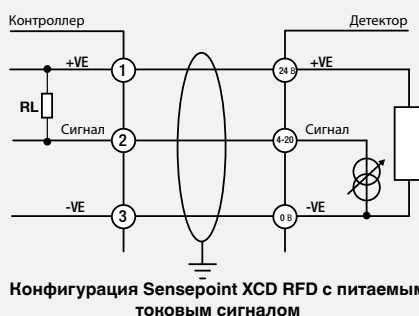 Контроллер Детектор
+VE 1 24 В +VE
RL
Сигнал 2 4-20 Сигнал
-VE 3 0 В -VE
Конфигурация Sensepoint XCD RFD с питаемым
токовым сигналом